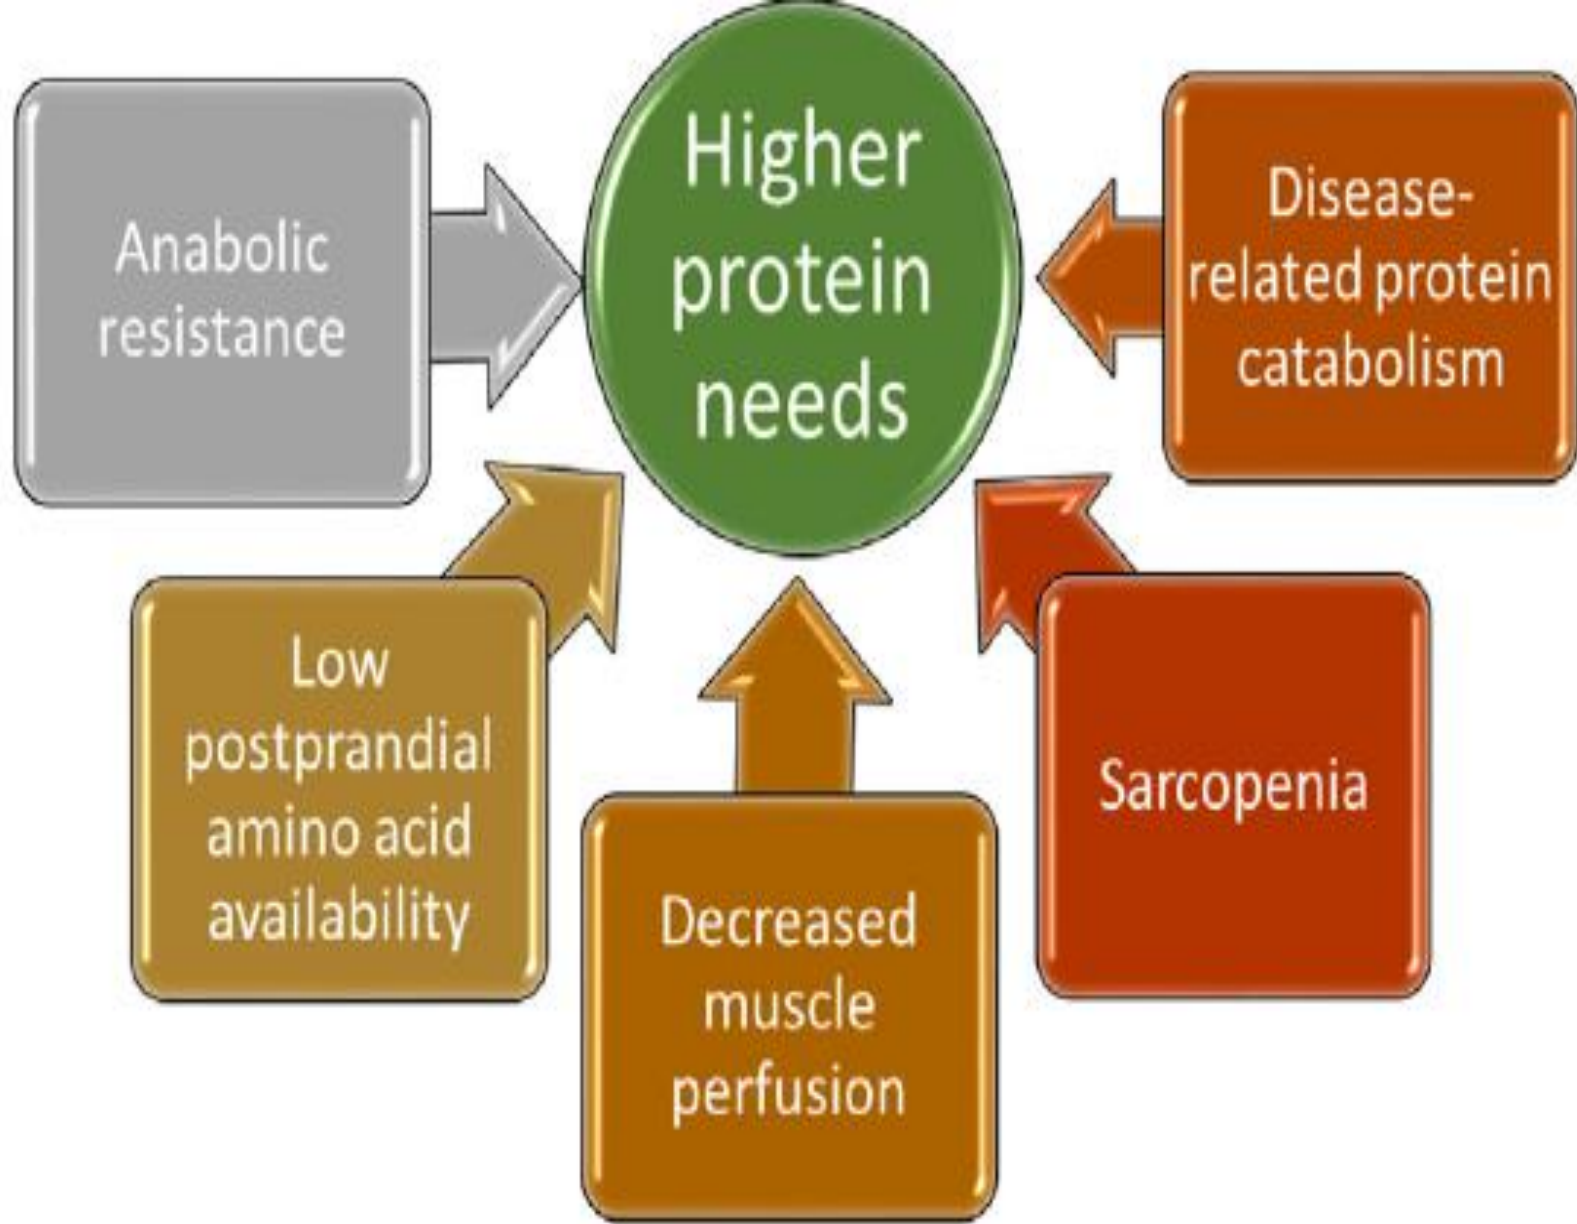 Higher
protein
needs
Anabolic
resistance
Disease-
related protein
catabolism
Low
postprandial
amino acid
availability
Decreased
muscle
perfusion
Sarcopenia